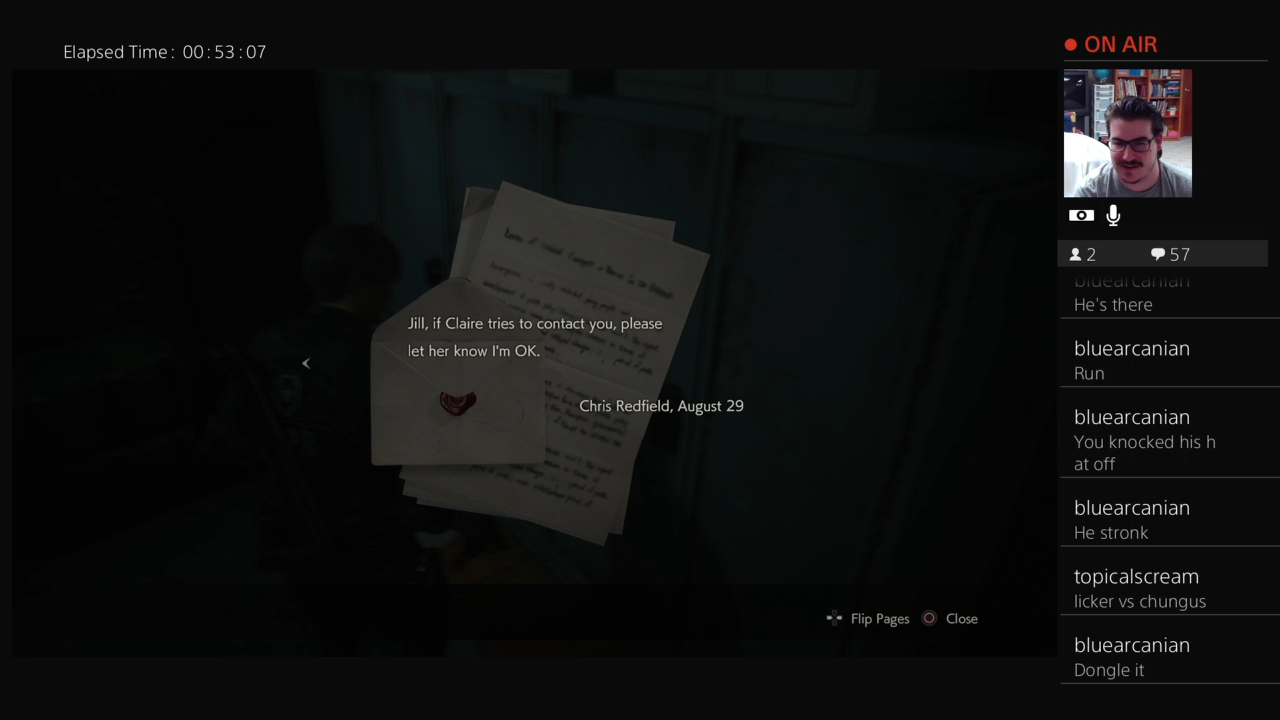 Elapsed Time: 00:53:07
ON AIR
Jill, if Claire tries to contact you, please
let her know I'm OK.
Chris Redfield, August 29
Flip Pages
Close
2
57
bluearcanian
He's there
bluearcanian
Run
bluearcanian
You knocked his h
at off
bluearcanian
He stronk
topicalscream
licker vs chungus
bluearcanian
Dongle it